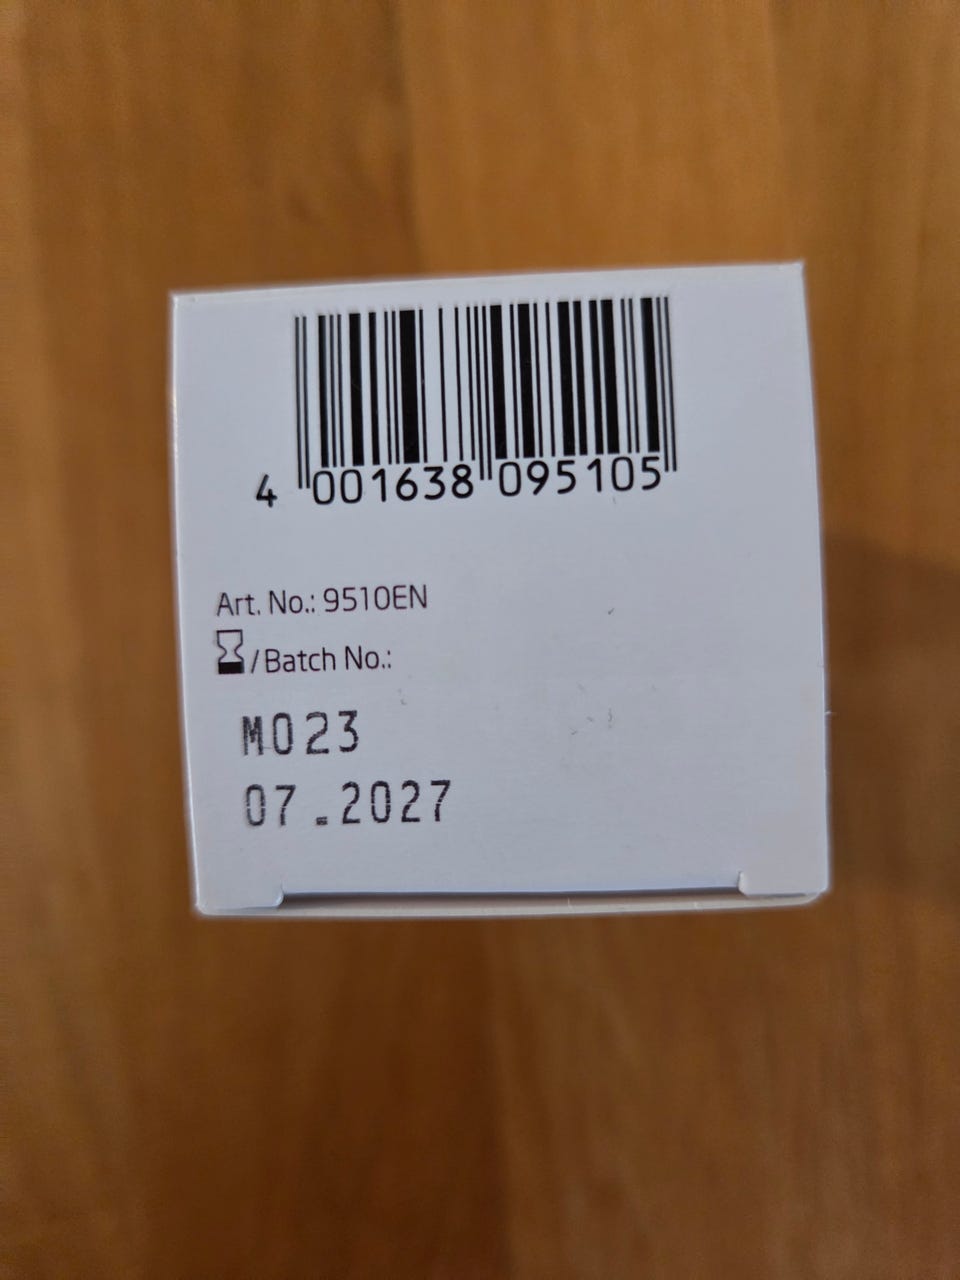 4 001638 095105
Art. No.: 9510EN
/Batch No.:
M023
07.2027